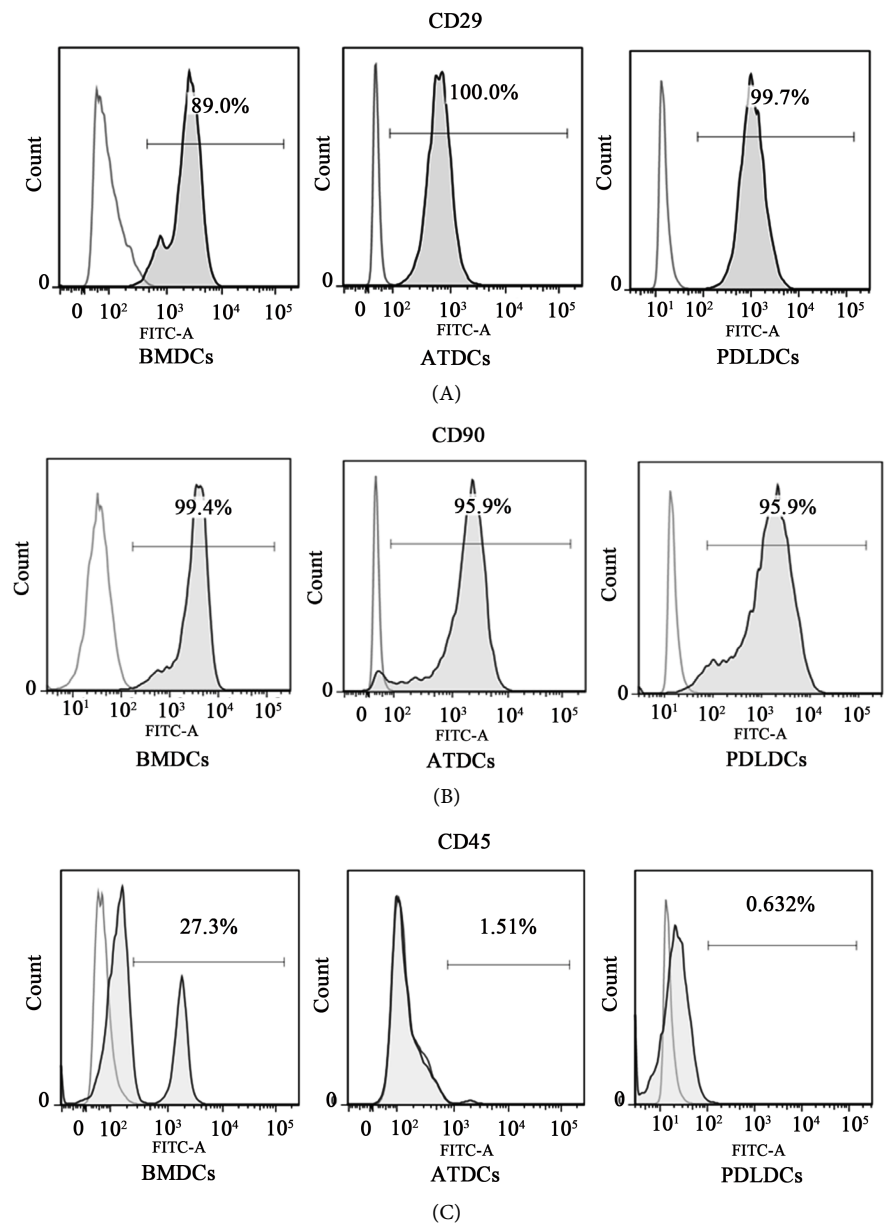 CD29
89.0% 100.0% 99.7%
Count Count Count
0 0 0
0 10² 10³ 10⁴ 10⁵ 0 10² 10³ 10⁴ 10⁵ 10¹ 10² 10³ 10⁴ 10⁵
FITC-A FITC-A FITC-A
BMDCs ATDCs PDLDCs
(A)
CD90
99.4% 95.9% 95.9%
Count Count Count
0 0 0
10¹ 10² 10³ 10⁴ 10⁵ 0 10² 10³ 10⁴ 10⁵ 10¹ 10² 10³ 10⁴ 10⁵
FITC-A FITC-A FITC-A
BMDCs ATDCs PDLDCs
(B)
CD45
27.3% 1.51% 0.632%
Count Count Count
0 0 0
0 10² 10³ 10⁴ 10⁵ 0 10² 10³ 10⁴ 10⁵ 10¹ 10² 10³ 10⁴ 10⁵
FITC-A FITC-A FITC-A
BMDCs ATDCs PDLDCs
(C)